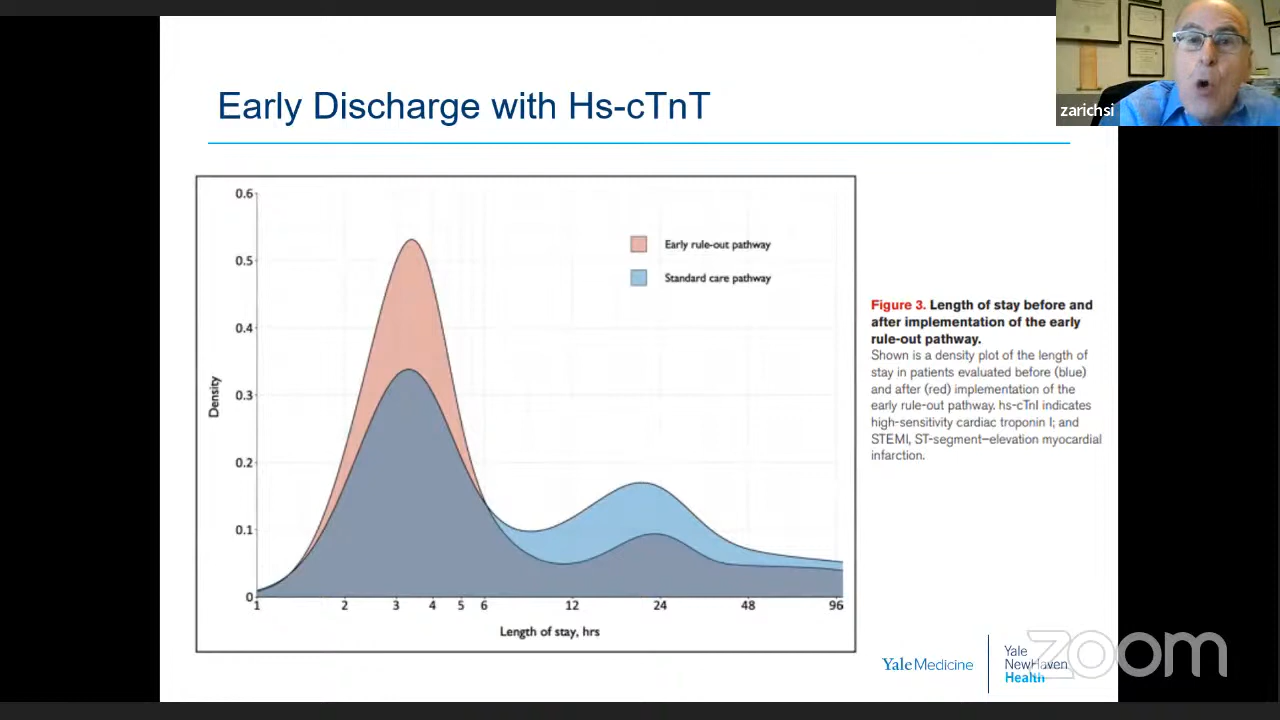 zarichsi
Early Discharge with Hs-cTnT
0.6
0.5
0.4
0.3
0.2
0.1
0
Density
Early rule-out pathway
Standard care pathway
1 2 3 4 5 6 12 24 48 96
Length of stay, hrs
Figure 3. Length of stay before and
after implementation of the early
rule-out pathway.
Shown is a density plot of the length of
stay in patients evaluated before (blue)
and after (red) implementation of the
early rule-out pathway. hs-cTnI indicates
high-sensitivity cardiac troponin I; and
STEMI, ST-segment–elevation myocardial
infarction.
Yale Medicine
Yale
NewHaven
Health
zoom